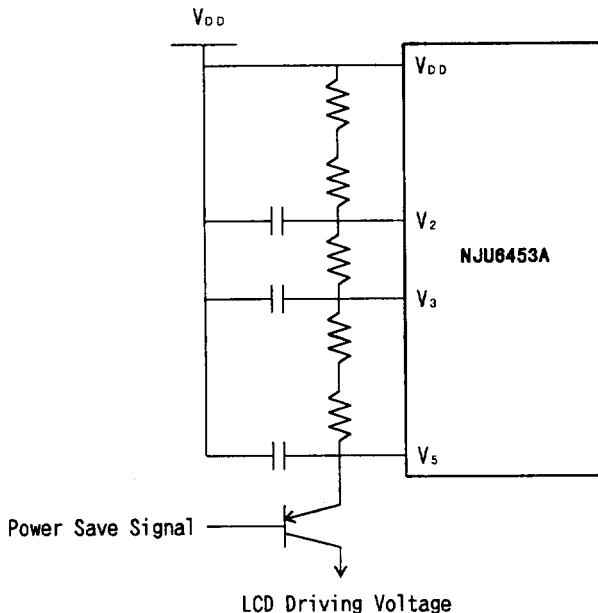 VDD
VDD
V2
NJU6453A
V3
V5
Power Save Signal
LCD Driving Voltage